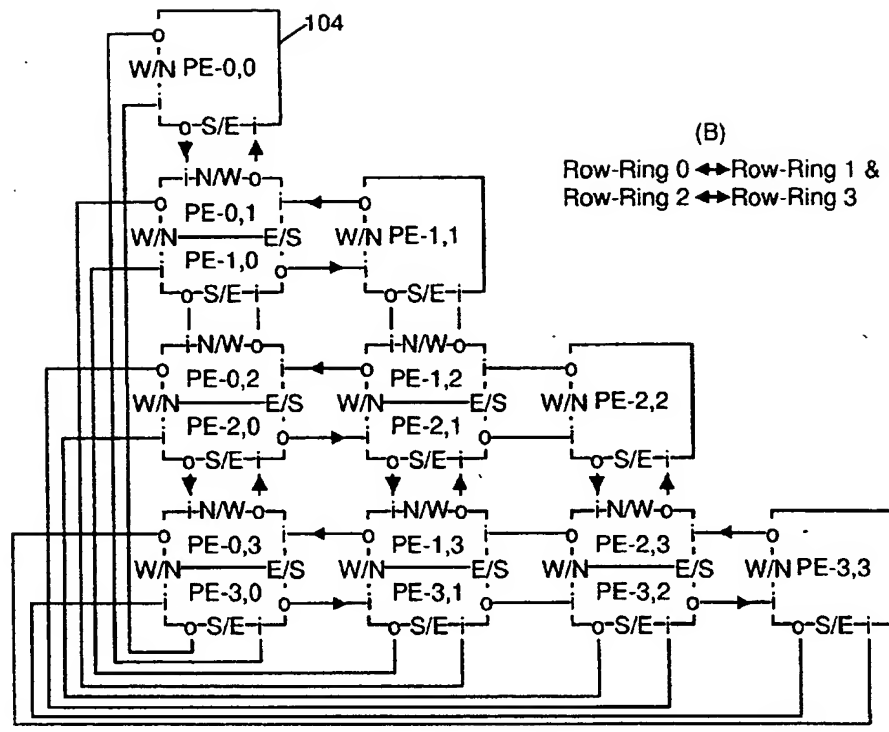 104
o
W/N PE-0,0
i
o S/E i
(B)
Row-Ring 0 ↔ Row-Ring 1 &
Row-Ring 2 ↔ Row-Ring 3
i N/W o
o PE-0,1 i o
W/N E/S W/N PE-1,1
i PE-1,0 o i
o S/E i o S/E i
i N/W o i N/W o
o PE-0,2 i o PE-1,2 i o
W/N E/S W/N E/S W/N PE-2,2
i PE-2,0 o i PE-2,1 o i
o S/E i o S/E i o S/E i
i N/W o i N/W o i N/W o
o PE-0,3 i o PE-1,3 i o PE-2,3 i o
W/N E/S W/N E/S W/N E/S W/N PE-3,3
i PE-3,0 o i PE-3,1 o i PE-3,2 o i
o S/E i o S/E i o S/E i o S/E i